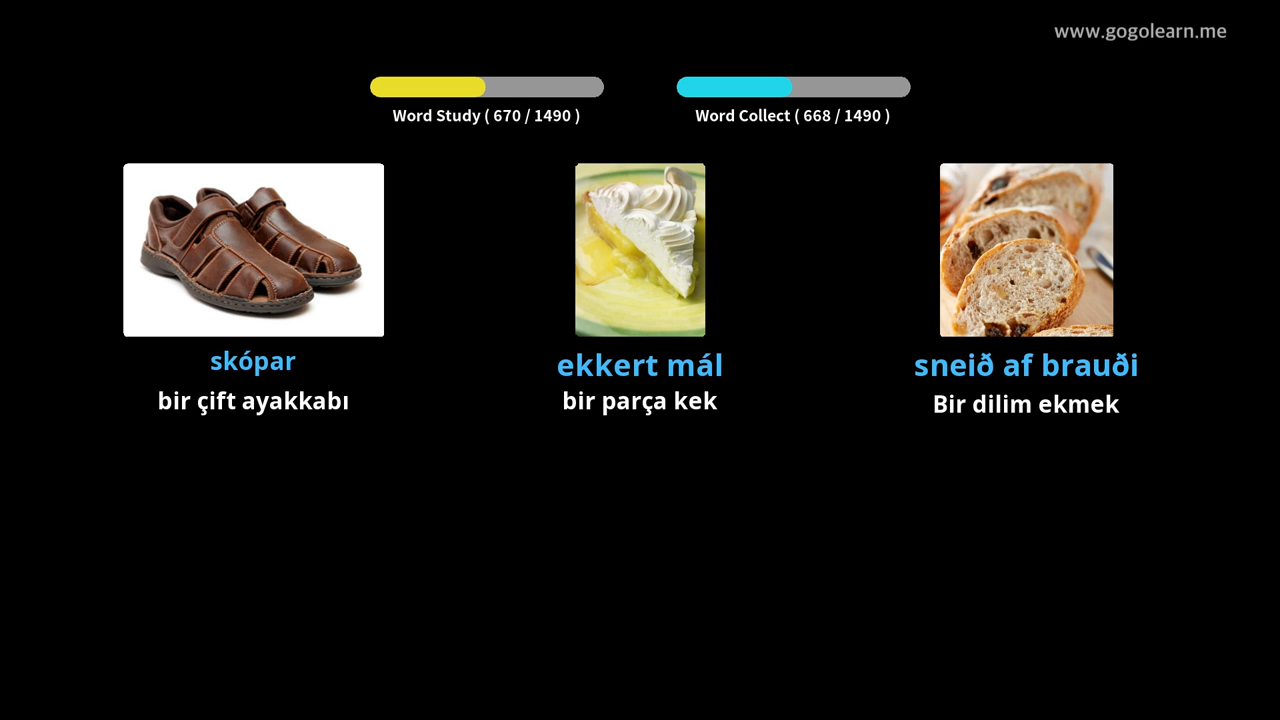 www.gogolearn.me
Word Study ( 670 / 1490 )
Word Collect ( 668 / 1490 )
skópar
bir çift ayakkabı
ekkert mál
bir parça kek
sneið af brauði
Bir dilim ekmek